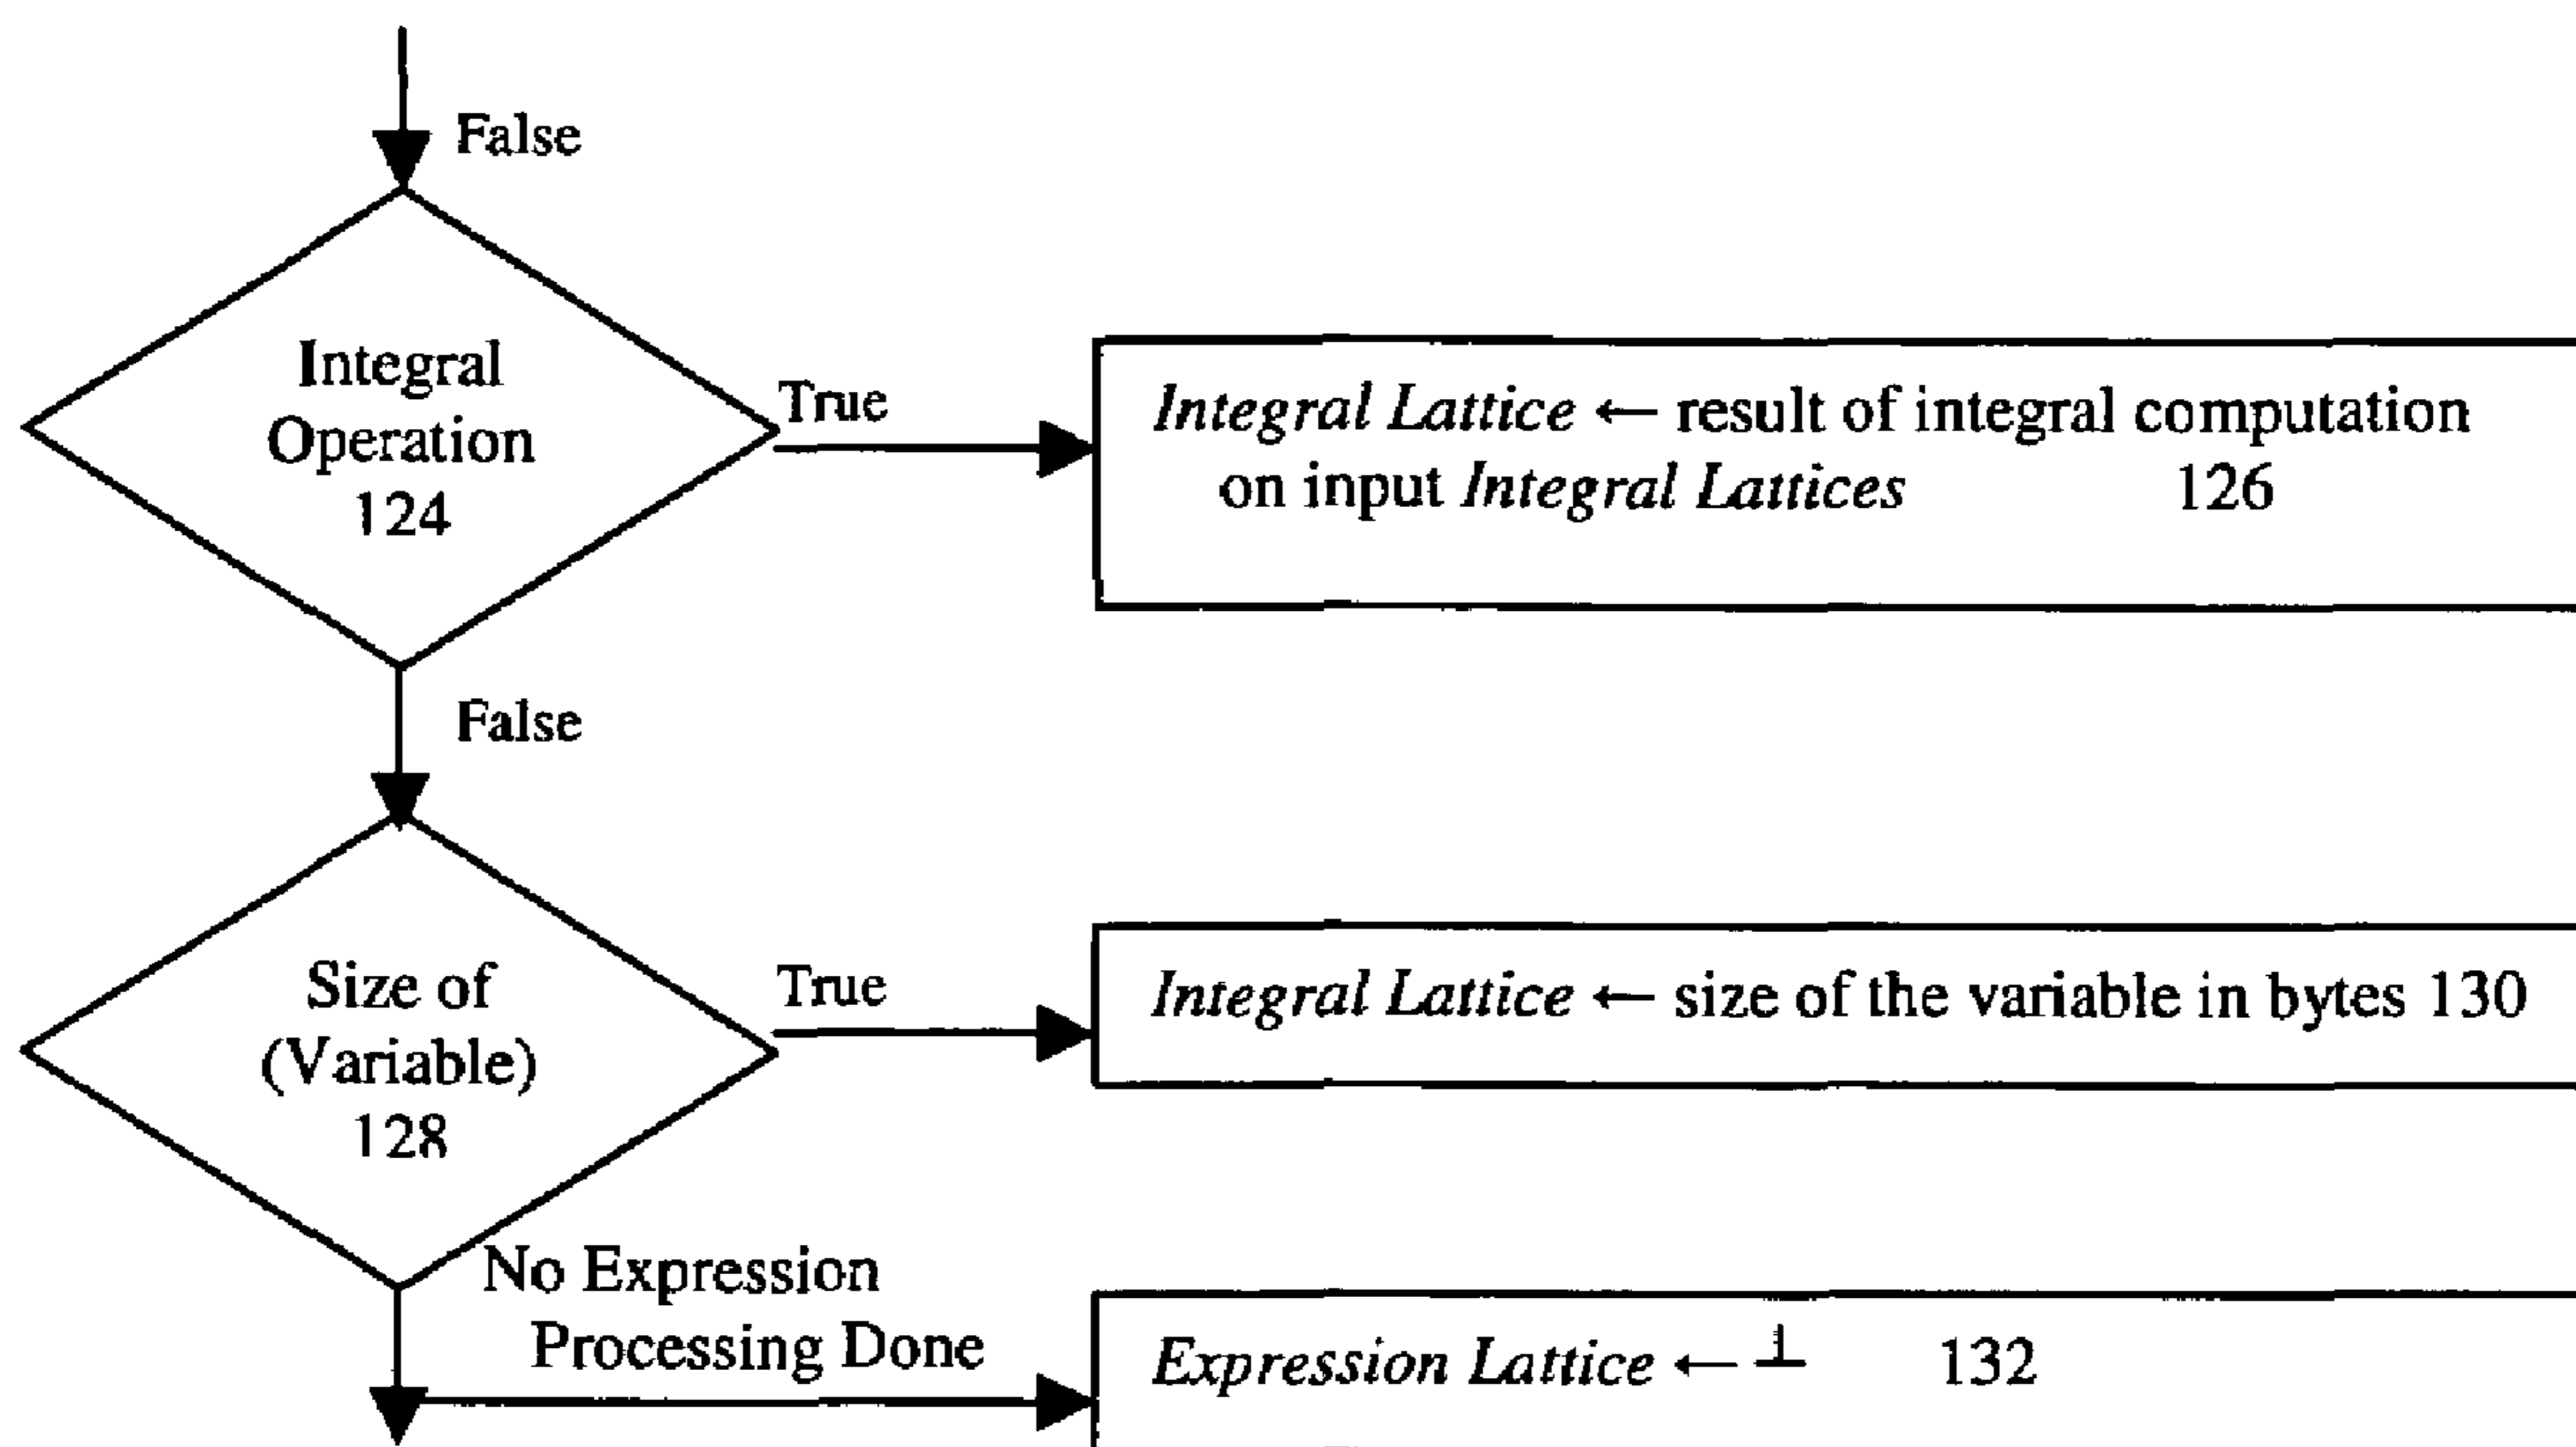 False
Integral
Operation
124
True
Integral Lattice ← result of integral computation
on input Integral Lattices 126
False
Size of
(Variable)
128
True
Integral Lattice ← size of the variable in bytes 130
No Expression
Processing Done
Expression Lattice ← ⊥ 132